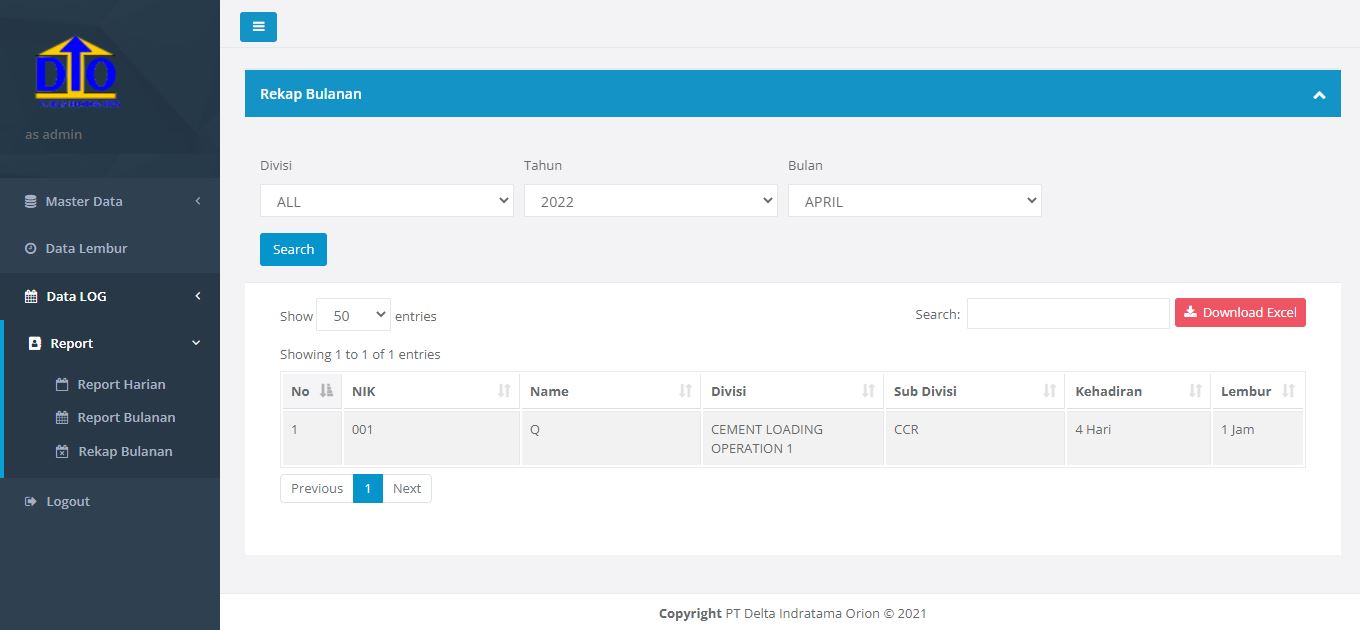 DTO
as admin
Master Data
Data Lembur
Data LOG
Report
Report Harian
Report Bulanan
Rekap Bulanan
Logout
Rekap Bulanan
Divisi Tahun Bulan
ALL 2022 APRIL
Search
Show 50 entries Search: Download Excel
Showing 1 to 1 of 1 entries
No NIK Name Divisi Sub Divisi Kehadiran Lembur
1 001 Q CEMENT LOADING CCR 4 Hari 1 Jam
OPERATION 1
Previous 1 Next
Copyright PT Delta Indratama Orion © 2021